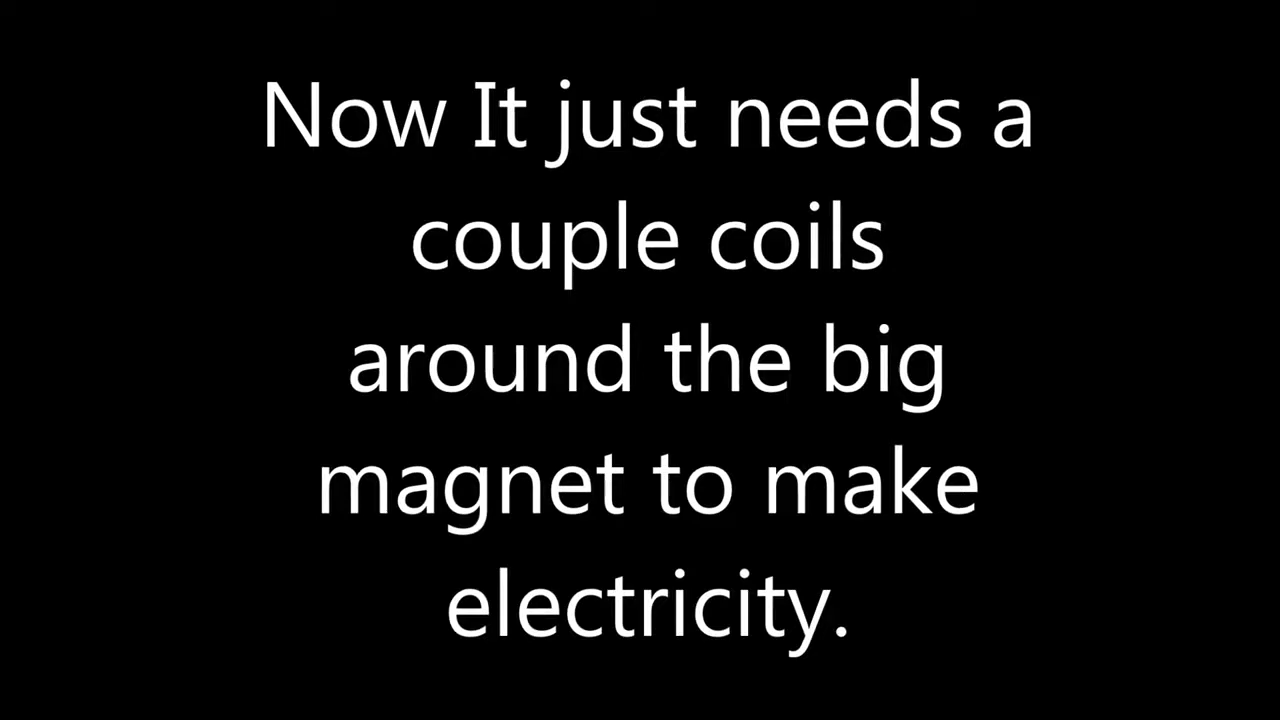 Now It just needs a
couple coils
around the big
magnet to make
electricity.